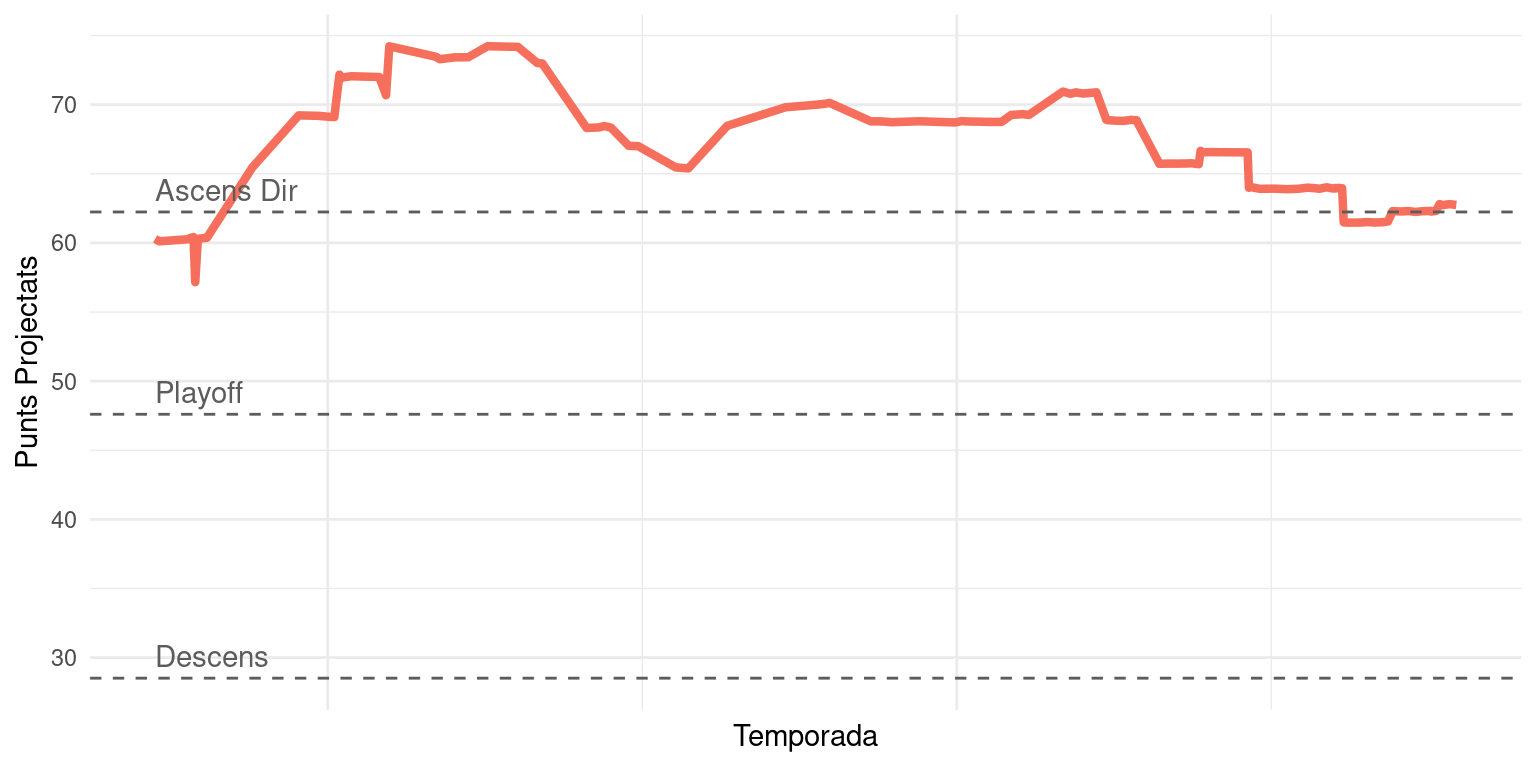 Punts Projectats
70
60
50
40
30
Ascens Dir
Playoff
Descens
Temporada